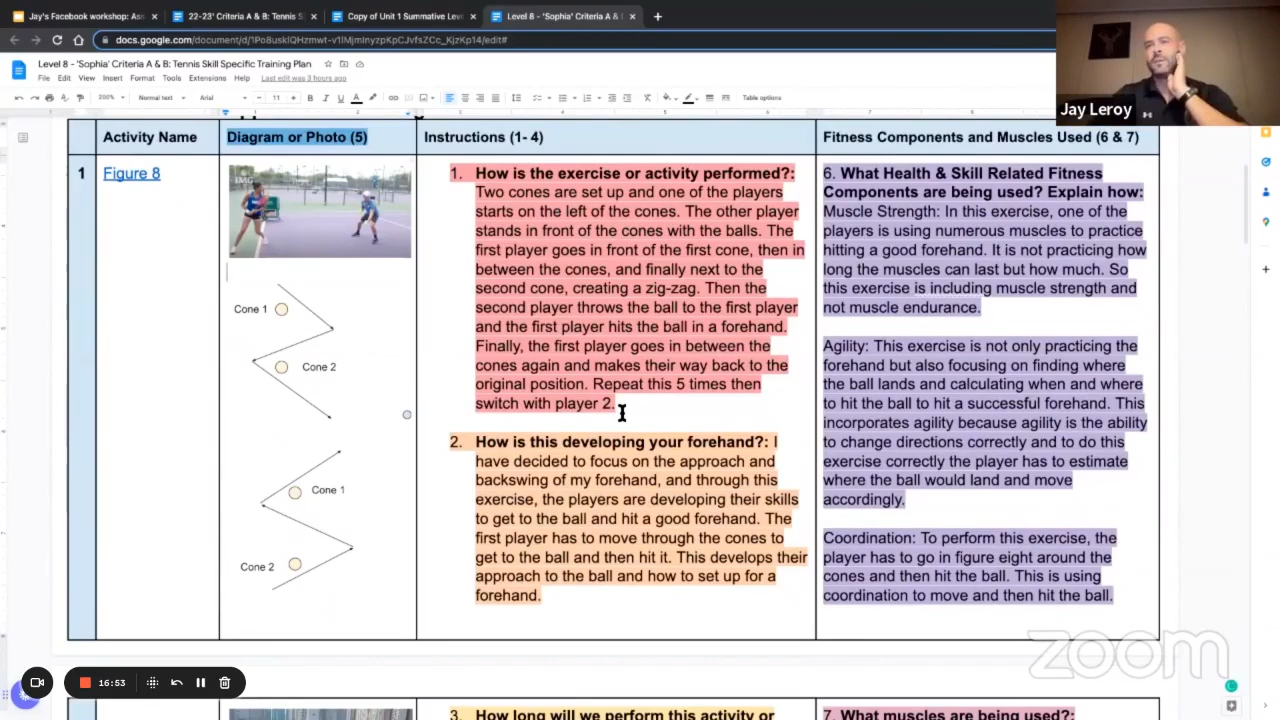 Jay's Facebook workshop: Ass
22-23' Criteria A & B: Tennis S
Copy of Unit 1 Summative Leve
Level 8 - 'Sophia' Criteria A &
docs.google.com/document/d/1Po8usklQHzmwt-v1lMjmInyzpKpCJvfsZCc_KjzKp14/edit#
Level 8 - 'Sophia' Criteria A & B: Tennis Skill Specific Training Plan
File Edit View Insert Format Tools Extensions Help Last edit was 3 hours ago
200% Normal text Arial 11 B I U A Table options
Jay Leroy
Activity Name
Diagram or Photo (5)
Instructions (1- 4)
Fitness Components and Muscles Used (6 & 7)
1
Figure 8
IMG
Cone 1
Cone 2
Cone 1
Cone 2
1. How is the exercise or activity performed?:
Two cones are set up and one of the players
starts on the left of the cones. The other player
stands in front of the cones with the balls. The
first player goes in front of the first cone, then in
between the cones, and finally next to the
second cone, creating a zig-zag. Then the
second player throws the ball to the first player
and the first player hits the ball in a forehand.
Finally, the first player goes in between the
cones again and makes their way back to the
original position. Repeat this 5 times then
switch with player 2.
2. How is this developing your forehand?: I
have decided to focus on the approach and
backswing of my forehand, and through this
exercise, the players are developing their skills
to get to the ball and hit a good forehand. The
first player has to move through the cones to
get to the ball and then hit it. This develops their
approach to the ball and how to set up for a
forehand.
6. What Health & Skill Related Fitness
Components are being used? Explain how:
Muscle Strength: In this exercise, one of the
players is using numerous muscles to practice
hitting a good forehand. It is not practicing how
long the muscles can last but how much. So
this exercise is including muscle strength and
not muscle endurance.
Agility: This exercise is not only practicing the
forehand but also focusing on finding where
the ball lands and calculating when and where
to hit the ball to hit a successful forehand. This
incorporates agility because agility is the ability
to change directions correctly and to do this
exercise correctly the player has to estimate
where the ball would land and move
accordingly.
Coordination: To perform this exercise, the
player has to go in figure eight around the
cones and then hit the ball. This is using
coordination to move and then hit the ball.
zoom
16:53
3. How long will we perform this activity or
7. What muscles are being used?: